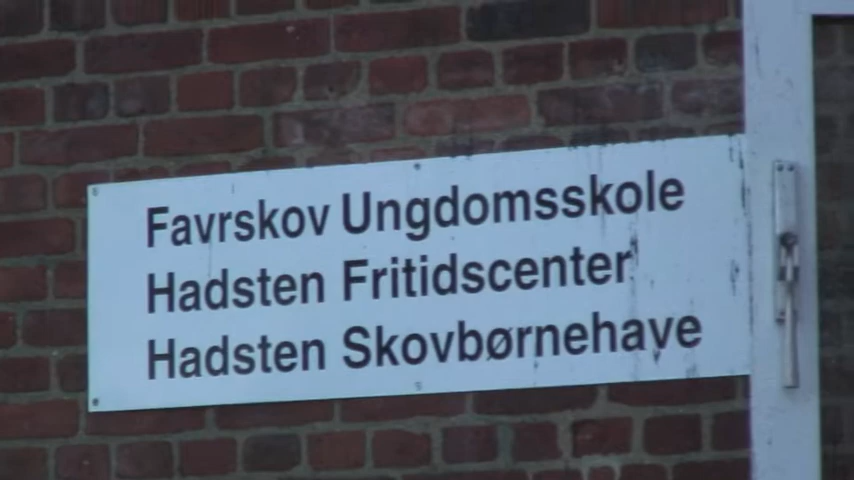 Favrskov Ungdomsskole
Hadsten Fritidscenter
Hadsten Skovbørnehave